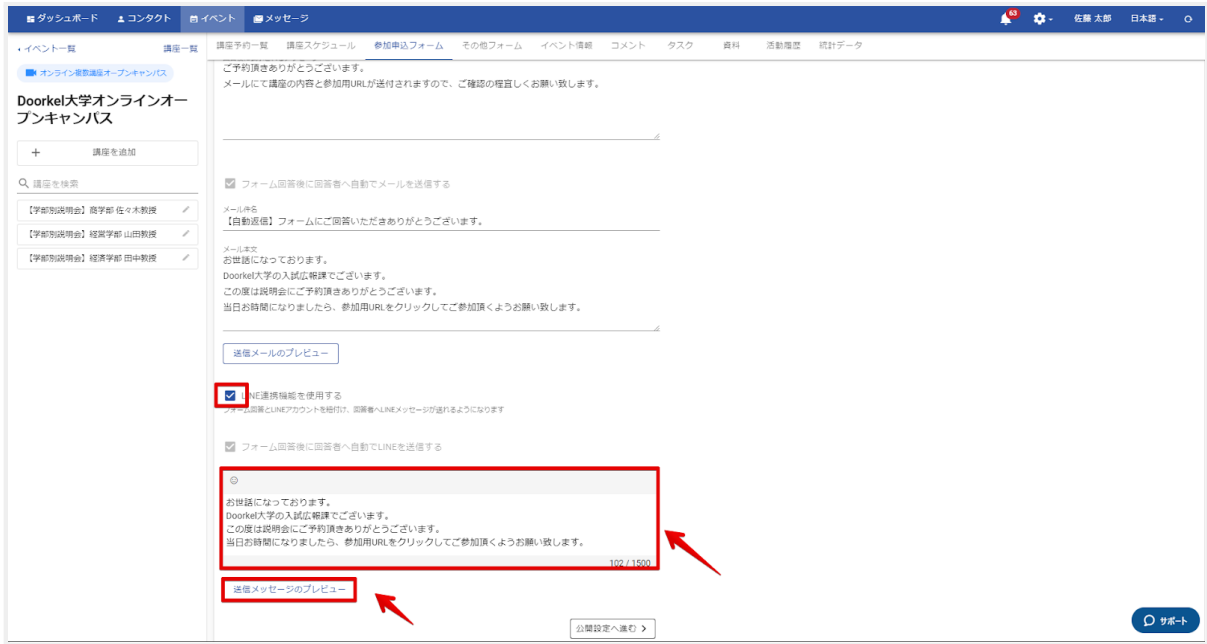 ダッシュボード コンタクト イベント メッセージ 63 佐藤 太郎 日本語
イベント一覧 講座一覧
オンライン複数講座オープンキャンパス
Doorkel大学オンラインオー
プンキャンパス
+ 講座を追加
講座を検索
【学部別説明会】商学部 佐々木教授
【学部別説明会】経営学部 山田教授
【学部別説明会】経済学部 田中教授
講座予約一覧 講座スケジュール 参加申込フォーム その他フォーム イベント情報 コメント タスク 資料 活動履歴 統計データ
ご予約頂きありがとうございます。
メールにて講座の内容と参加用URLが送付されますので、ご確認の程宜しくお願い致します。
フォーム回答後に回答者へ自動でメールを送信する
メール件名
【自動返信】フォームにご回答いたださありがとうございます。
メール本文
お世話になっております。
Doorkel大学の入試広報課でございます。
この度は説明会にご予約頂きありがとうございます。
当日お時間になりましたら、参加用URLをクリックしてご参加頂くようお願い致します。
送信メールのプレビュー
LINE連携機能を使用する
フォーム回答とLINEアカウントを紐付け、回答者へLINEメッセージが送れるようになります
フォーム回答後に回答者へ自動でLINEを送信する
お世話になっております。
Doorkel大学の入試広報課でございます。
この度は説明会にご予約頂きありがとうございます。
当日お時間になりましたら、参加用URLをクリックしてご参加頂くようお願い致します。
102 / 1500
送信メッセージのプレビュー
公開設定へ進む
サポート